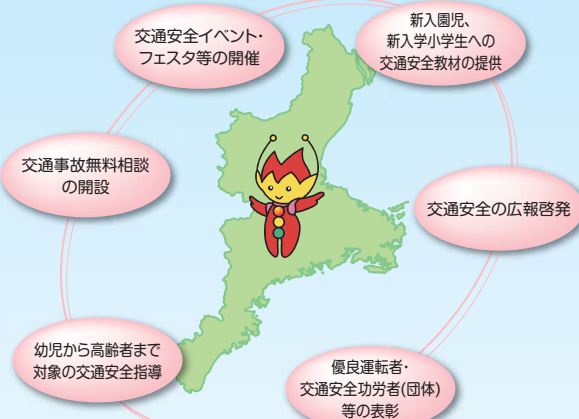 交通安全イベント・
フェスタ等の開催
新入園児、
新入学小学生への
交通安全教材の提供
交通事故無料相談
の開設
交通安全の広報啓発
幼児から高齢者まで
対象の交通安全指導
優良運転者・
交通安全功労者(団体)
等の表彰